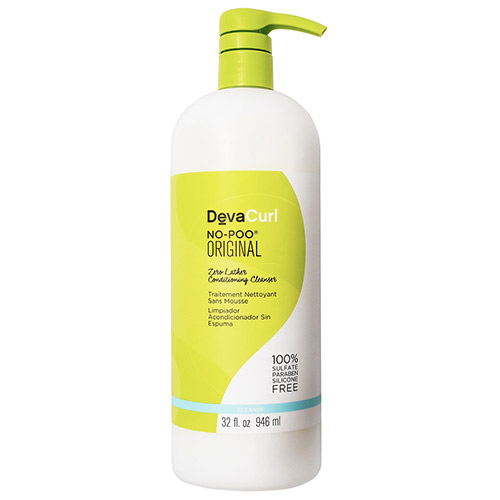 DevaCurl
NO-POO®
ORIGINAL
Zero Lather
Conditioning Cleanser
Traitement Nettoyant
Sans Mousse
Limpiador
Acondicionador Sin
Espuma
100%
SULFATE
PARABEN
SILICONE
FREE
CLEANSE
32 fl. oz 946 ml